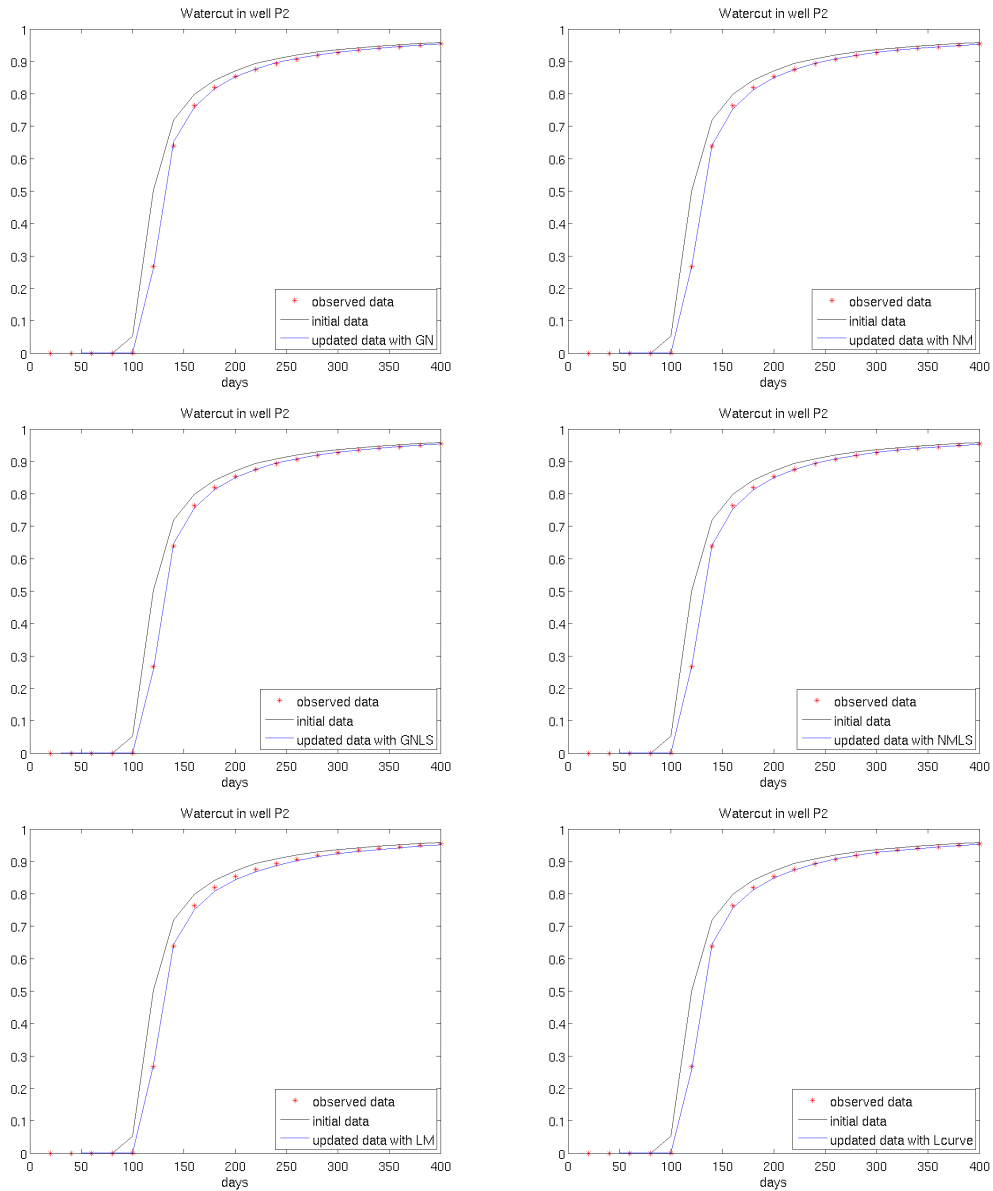 Watercut in well P2
1
0.9
0.8
0.7
0.6
0.5
0.4
0.3
0.2
0.1
0
observed data
initial data
updated data with GN
0 50 100 150 200 250 300 350 400
days
Watercut in well P2
1
0.9
0.8
0.7
0.6
0.5
0.4
0.3
0.2
0.1
0
observed data
initial data
updated data with NM
0 50 100 150 200 250 300 350 400
days
Watercut in well P2
1
0.9
0.8
0.7
0.6
0.5
0.4
0.3
0.2
0.1
0
observed data
initial data
updated data with GNLS
0 50 100 150 200 250 300 350 400
days
Watercut in well P2
1
0.9
0.8
0.7
0.6
0.5
0.4
0.3
0.2
0.1
0
observed data
initial data
updated data with NMLS
0 50 100 150 200 250 300 350 400
days
Watercut in well P2
1
0.9
0.8
0.7
0.6
0.5
0.4
0.3
0.2
0.1
0
observed data
initial data
updated data with LM
0 50 100 150 200 250 300 350 400
days
Watercut in well P2
1
0.9
0.8
0.7
0.6
0.5
0.4
0.3
0.2
0.1
0
observed data
initial data
updated data with Lcurve
0 50 100 150 200 250 300 350 400
days